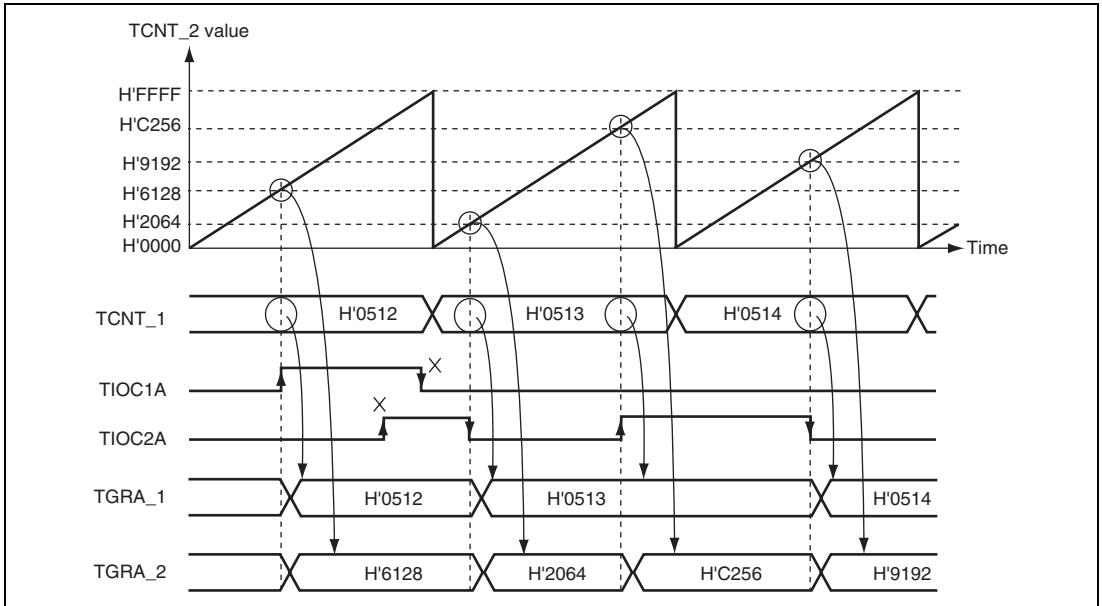 TCNT_2 value
H'FFFF
H'C256
H'9192
H'6128
H'2064
H'0000
Time
TCNT_1
H'0512
H'0513
H'0514
TIOC1A
TIOC2A
TGRA_1
H'0512
H'0513
H'0514
TGRA_2
H'6128
H'2064
H'C256
H'9192